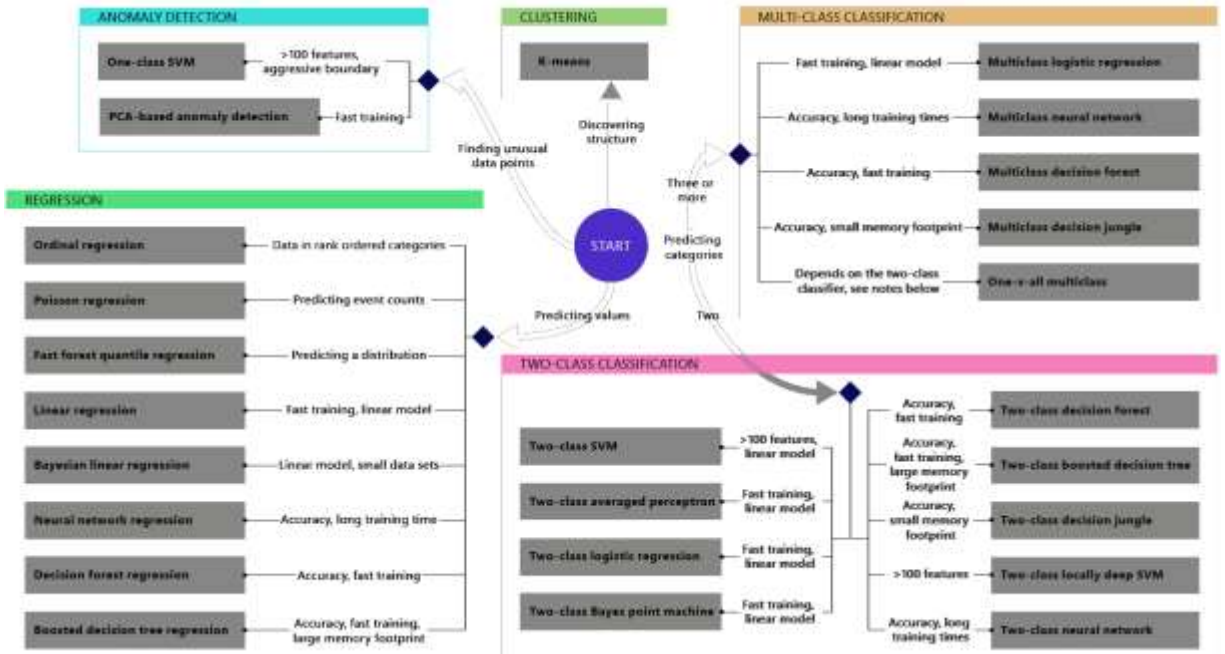 ANOMALY DETECTION
One-class SVM
>100 features,
aggressive boundary
PCA-based anomaly detection
Fast training
CLUSTERING
K-means
Discovering
structure
Finding unusual
data points
START
Predicting values
Three or
more
Predicting
categories
Two
MULTI-CLASS CLASSIFICATION
Fast training, linear model
Multiclass logistic regression
Accuracy, long training times
Multiclass neural network
Accuracy, fast training
Multiclass decision forest
Accuracy, small memory footprint
Multiclass decision jungle
Depends on the two-class
classifier, see notes below
One-v-all multiclass
REGRESSION
Ordinal regression
Data in rank ordered categories
Poisson regression
Predicting event counts
Fast forest quantile regression
Predicting a distribution
Linear regression
Fast training, linear model
Bayesian linear regression
Linear model, small data sets
Neural network regression
Accuracy, long training time
Decision forest regression
Accuracy, fast training
Boosted decision tree regression
Accuracy, fast training,
large memory footprint
TWO-CLASS CLASSIFICATION
Two-class SVM
>100 features,
linear model
Two-class averaged perceptron
Fast training,
linear model
Two-class logistic regression
Fast training,
linear model
Two-class Bayes point machine
Fast training,
linear model
Accuracy,
fast training
Two-class decision forest
Accuracy,
fast training,
large memory
footprint
Two-class boosted decision tree
Accuracy,
small memory
footprint
Two-class decision jungle
>100 features
Two-class locally deep SVM
Accuracy, long
training times
Two-class neural network